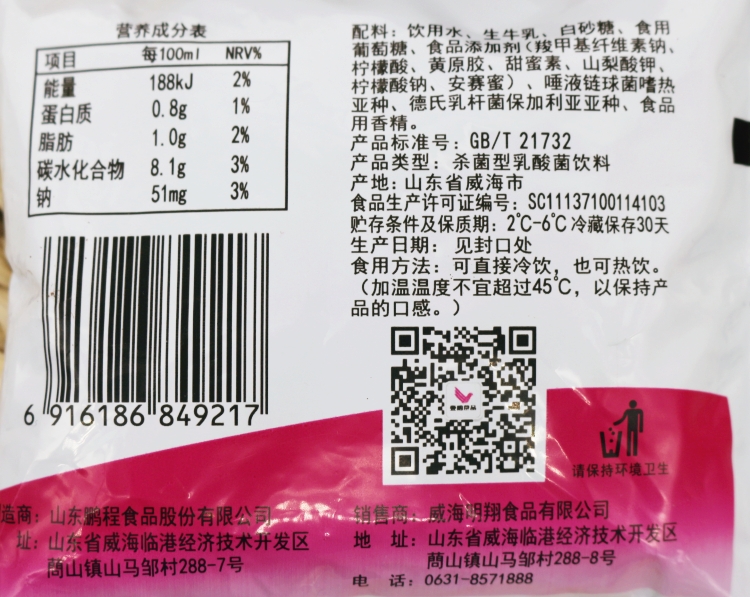 营养成分表
项目 每100ml NRV%
能量 188kJ 2%
蛋白质 0.8g 1%
脂肪 1.0g 2%
碳水化合物 8.1g 3%
钠 51mg 3%
6 916186 849217
配料：饮用水、生牛乳、白砂糖、食用
葡萄糖、食品添加剂（羧甲基纤维素钠、
柠檬酸、黄原胶、甜蜜素、山梨酸钾、
柠檬酸钠、安赛蜜）、唾液链球菌嗜热
亚种、德氏乳杆菌保加利亚亚种、食品
用香精。
产品标准号：GB/T 21732
产品类型：杀菌型乳酸菌饮料
产地：山东省威海市
食品生产许可证编号：SC11137100114103
贮存条件及保质期：2℃-6℃冷藏保存30天
生产日期：见封口处
食用方法：可直接冷饮，也可热饮。
（加温温度不宜超过45℃，以保持产
品的口感。）
请保持环境卫生
造商：山东鹏程食品股份有限公司
址：山东省威海临港经济技术开发区
蔄山镇山马邹村288-7号
销售商：威海明翔食品有限公司
地 址：山东省威海临港经济技术开发区
蔄山镇山马邹村288-8号
电 话：0631-8571888